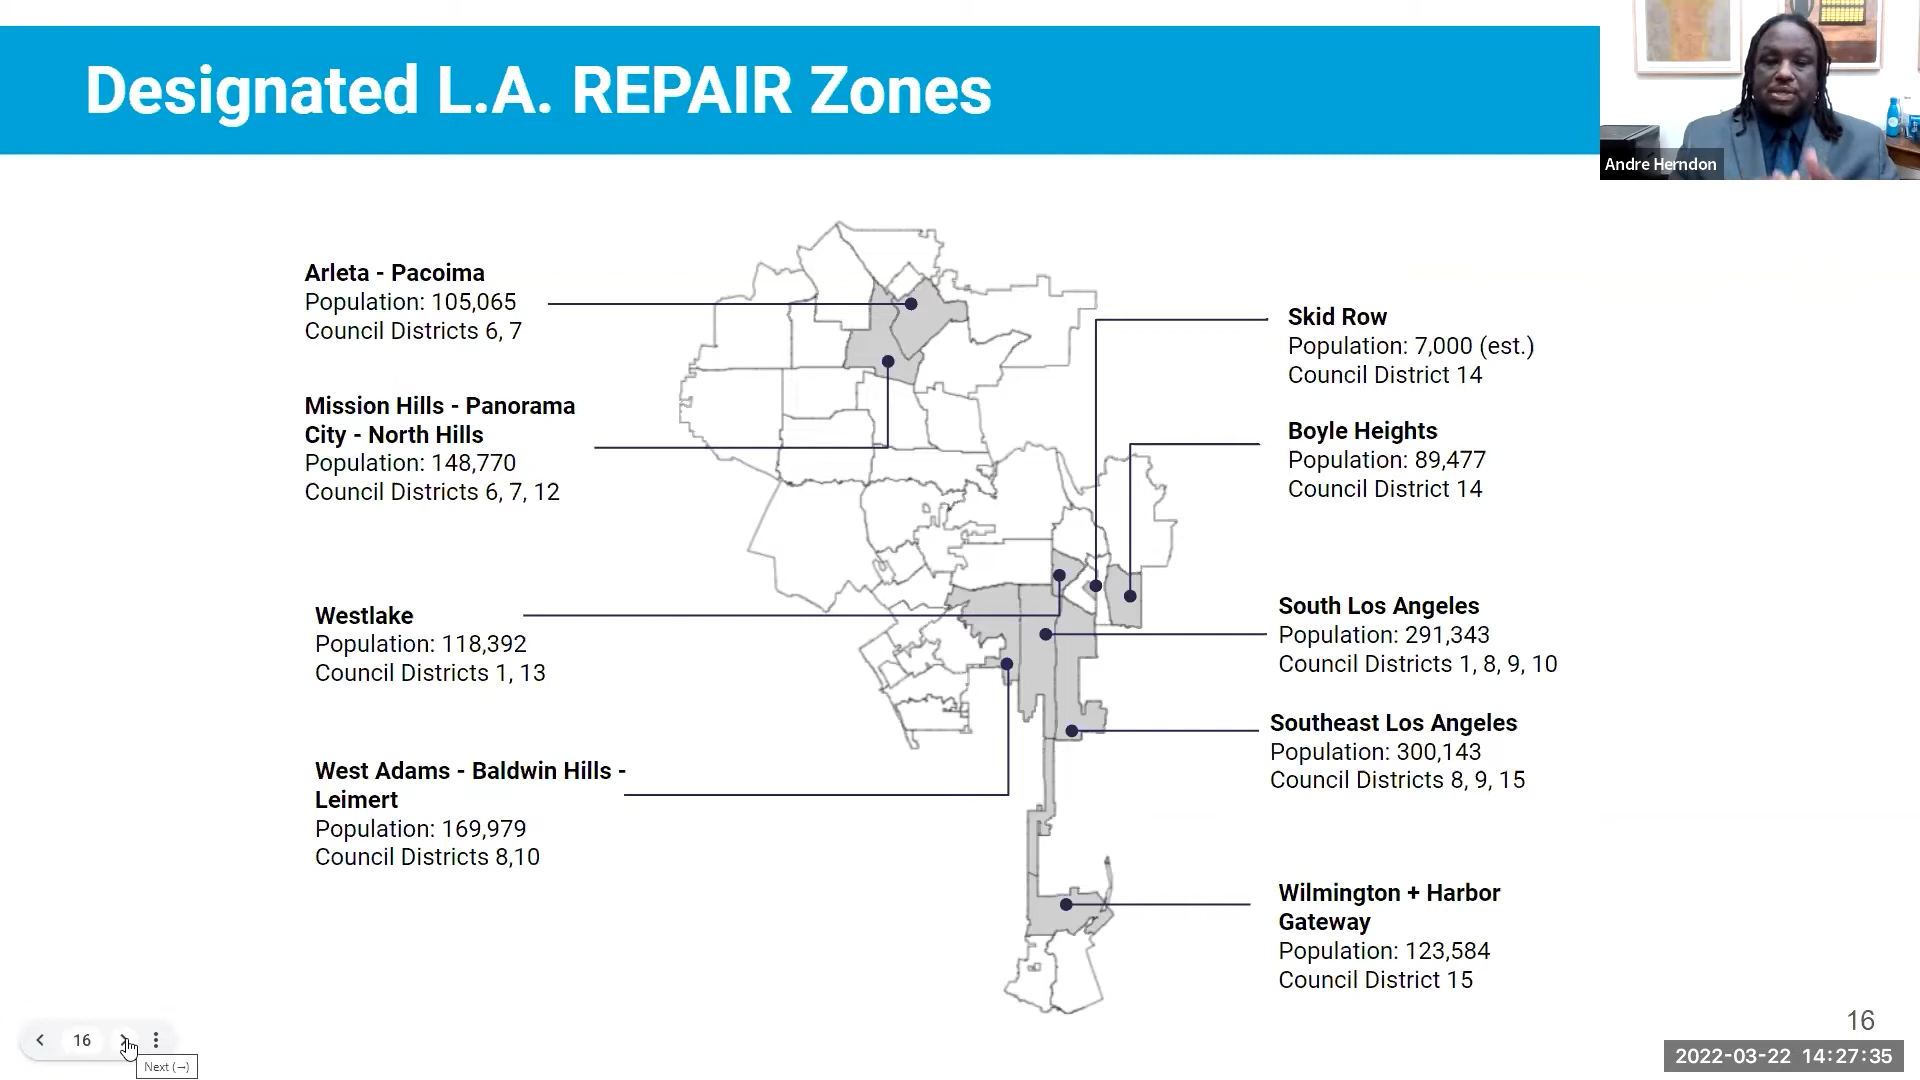 Designated L.A. REPAIR Zones
Andre Herndon
Arleta - Pacoima
Population: 105,065
Council Districts 6, 7
Mission Hills - Panorama
City - North Hills
Population: 148,770
Council Districts 6, 7, 12
Westlake
Population: 118,392
Council Districts 1, 13
West Adams - Baldwin Hills -
Leimert
Population: 169,979
Council Districts 8,10
Skid Row
Population: 7,000 (est.)
Council District 14
Boyle Heights
Population: 89,477
Council District 14
South Los Angeles
Population: 291,343
Council Districts 1, 8, 9, 10
Southeast Los Angeles
Population: 300,143
Council Districts 8, 9, 15
Wilmington + Harbor
Gateway
Population: 123,584
Council District 15
16
16
Next (→)
2022-03-22 14:27:35